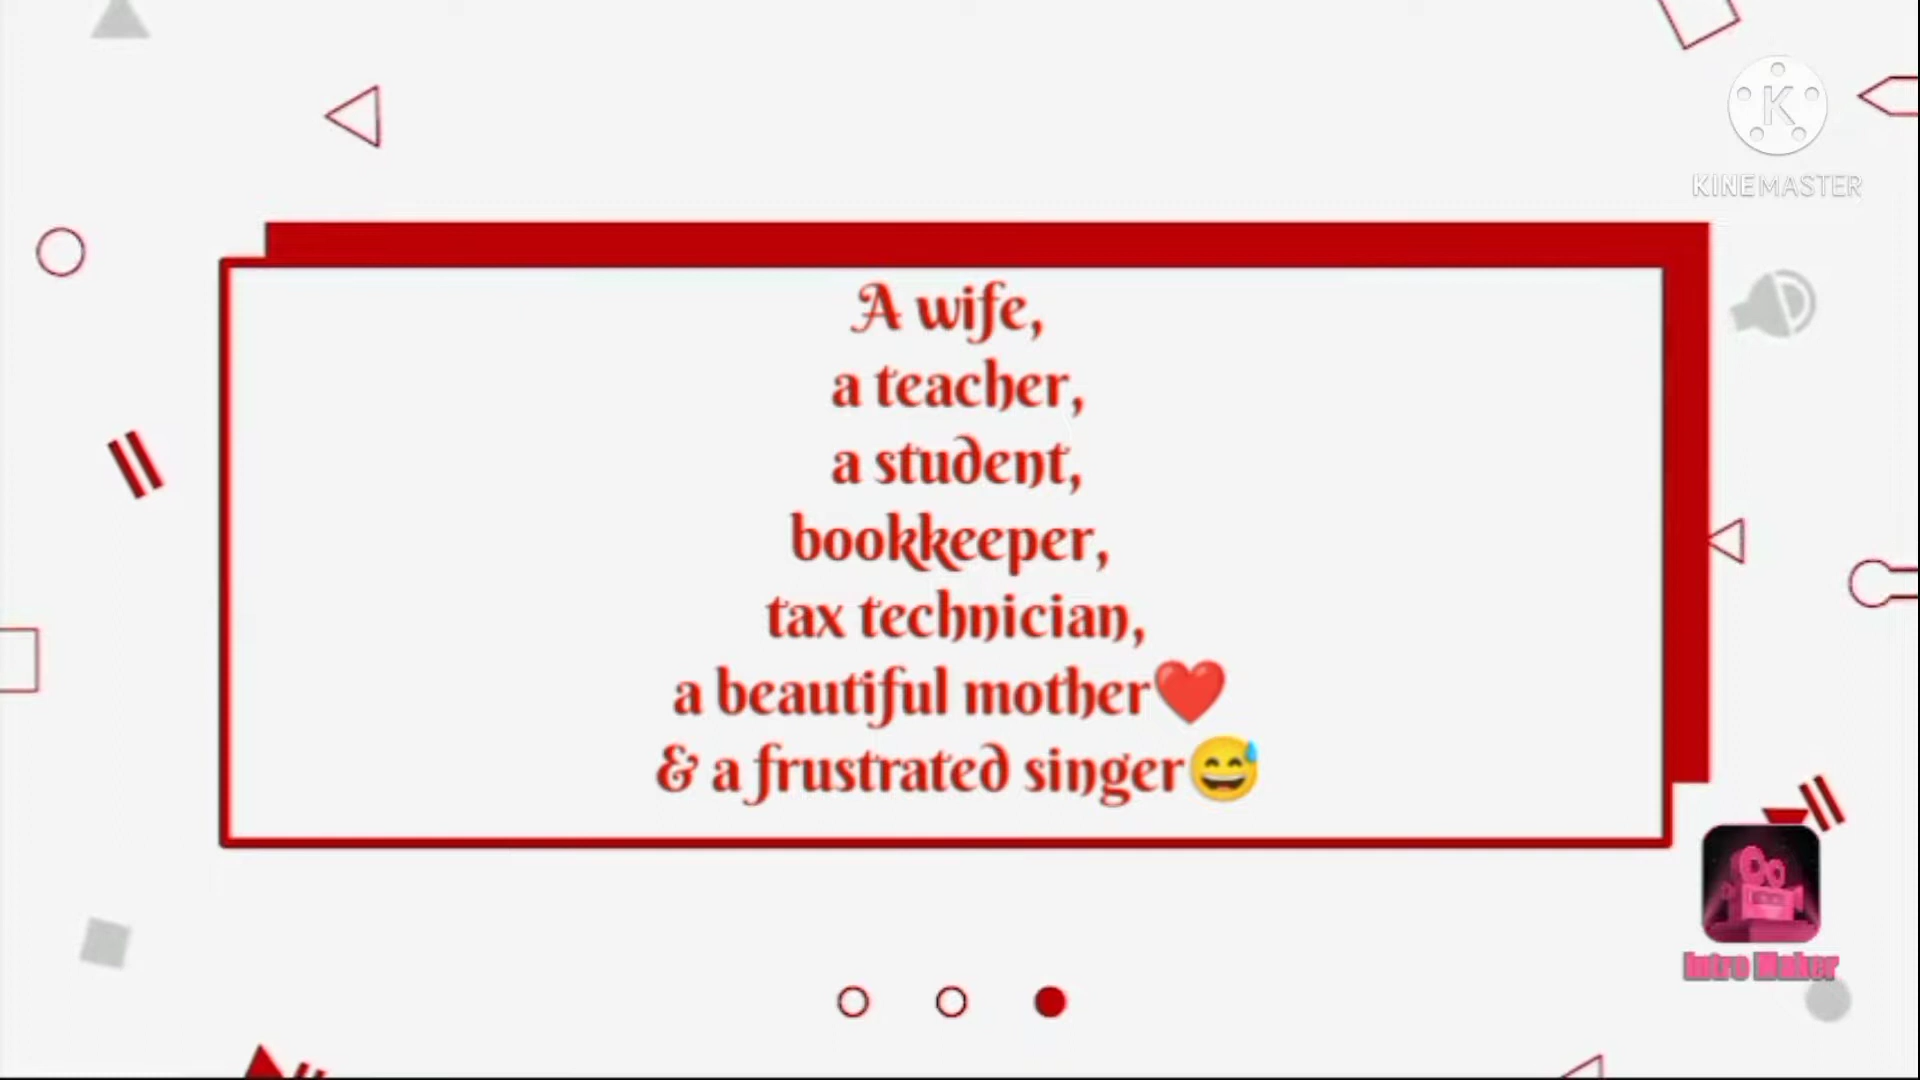 K
KINEMASTER
A wife,
a teacher,
a student,
bookkeeper,
tax technician,
a beautiful mother❤️
& a frustrated singer😅
Intro Maker